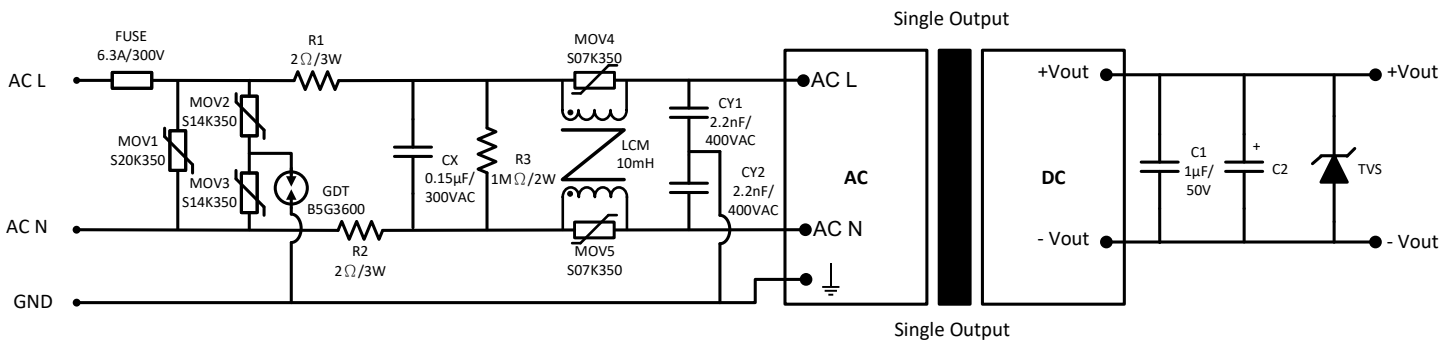 Single Output
FUSE
6.3A/300V
R1
2Ω/3W
MOV4
S07K350
AC L
MOV2
S14K350
MOV1
S20K350
MOV3
S14K350
GDT
B5G3600
CX
0.15μF/
300VAC
R3
1MΩ/2W
LCM
10mH
CY1
2.2nF/
400VAC
CY2
2.2nF/
400VAC
AC L
AC
AC N
+Vout
DC
- Vout
C1
1μF/
50V
+
C2
TVS
+Vout
- Vout
AC N
R2
2Ω/3W
MOV5
S07K350
GND
Single Output